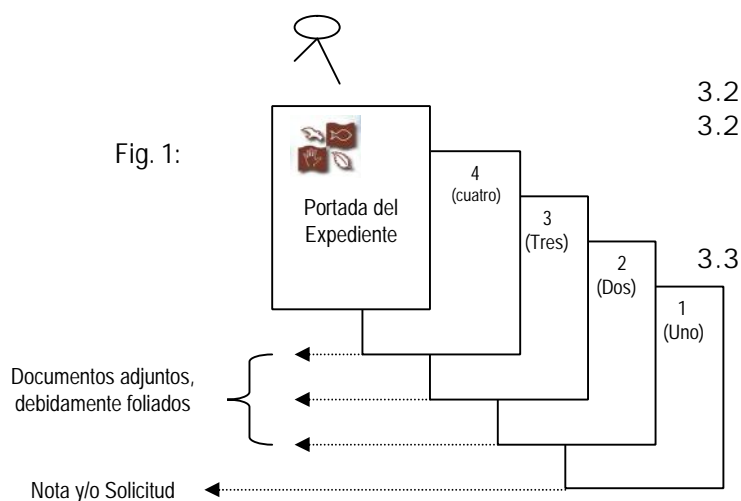 3.2
3.2
Fig. 1:
4
(cuatro)
Portada del
Expediente
3
(Tres)
2
(Dos)
3.3
1
(Uno)
Documentos adjuntos,
debidamente foliados
Nota y/o Solicitud